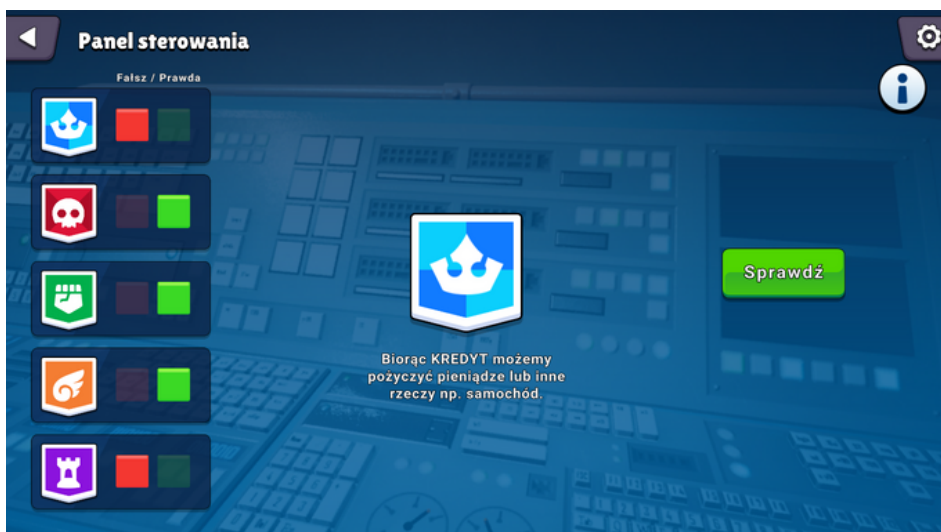 Panel sterowania
Fałsz / Prawda
Biorąc KREDYT możemy
pożyczyć pieniądze lub inne
rzeczy np. samochód.
Sprawdź